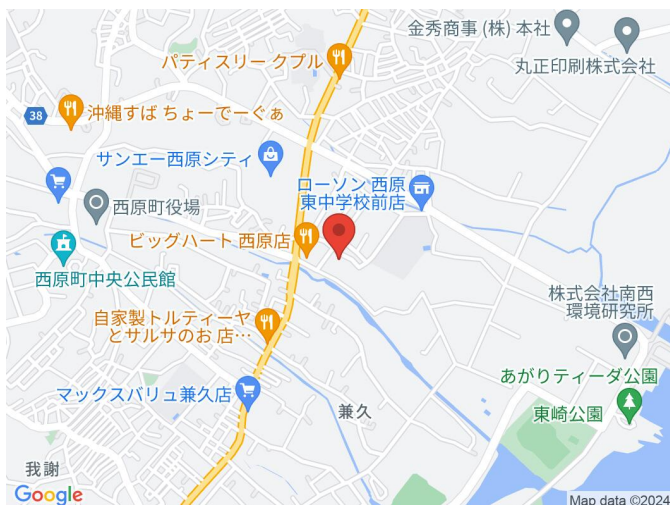 金秀商事 (株) 本社
丸正印刷株式会社
パティスリー クプル
38
沖縄すば ちょーでーぐぁ
サンエー西原シティ
ローソン 西原
東中学校前店
西原町役場
ビッグハート 西原店
西原町中央公民館
株式会社南西
環境研究所
自家製トルティーヤ
とサルサのお 店…
あがりティーダ公園
マックスバリュ兼久店
兼久
東崎公園
我謝
Google
Map data ©2024